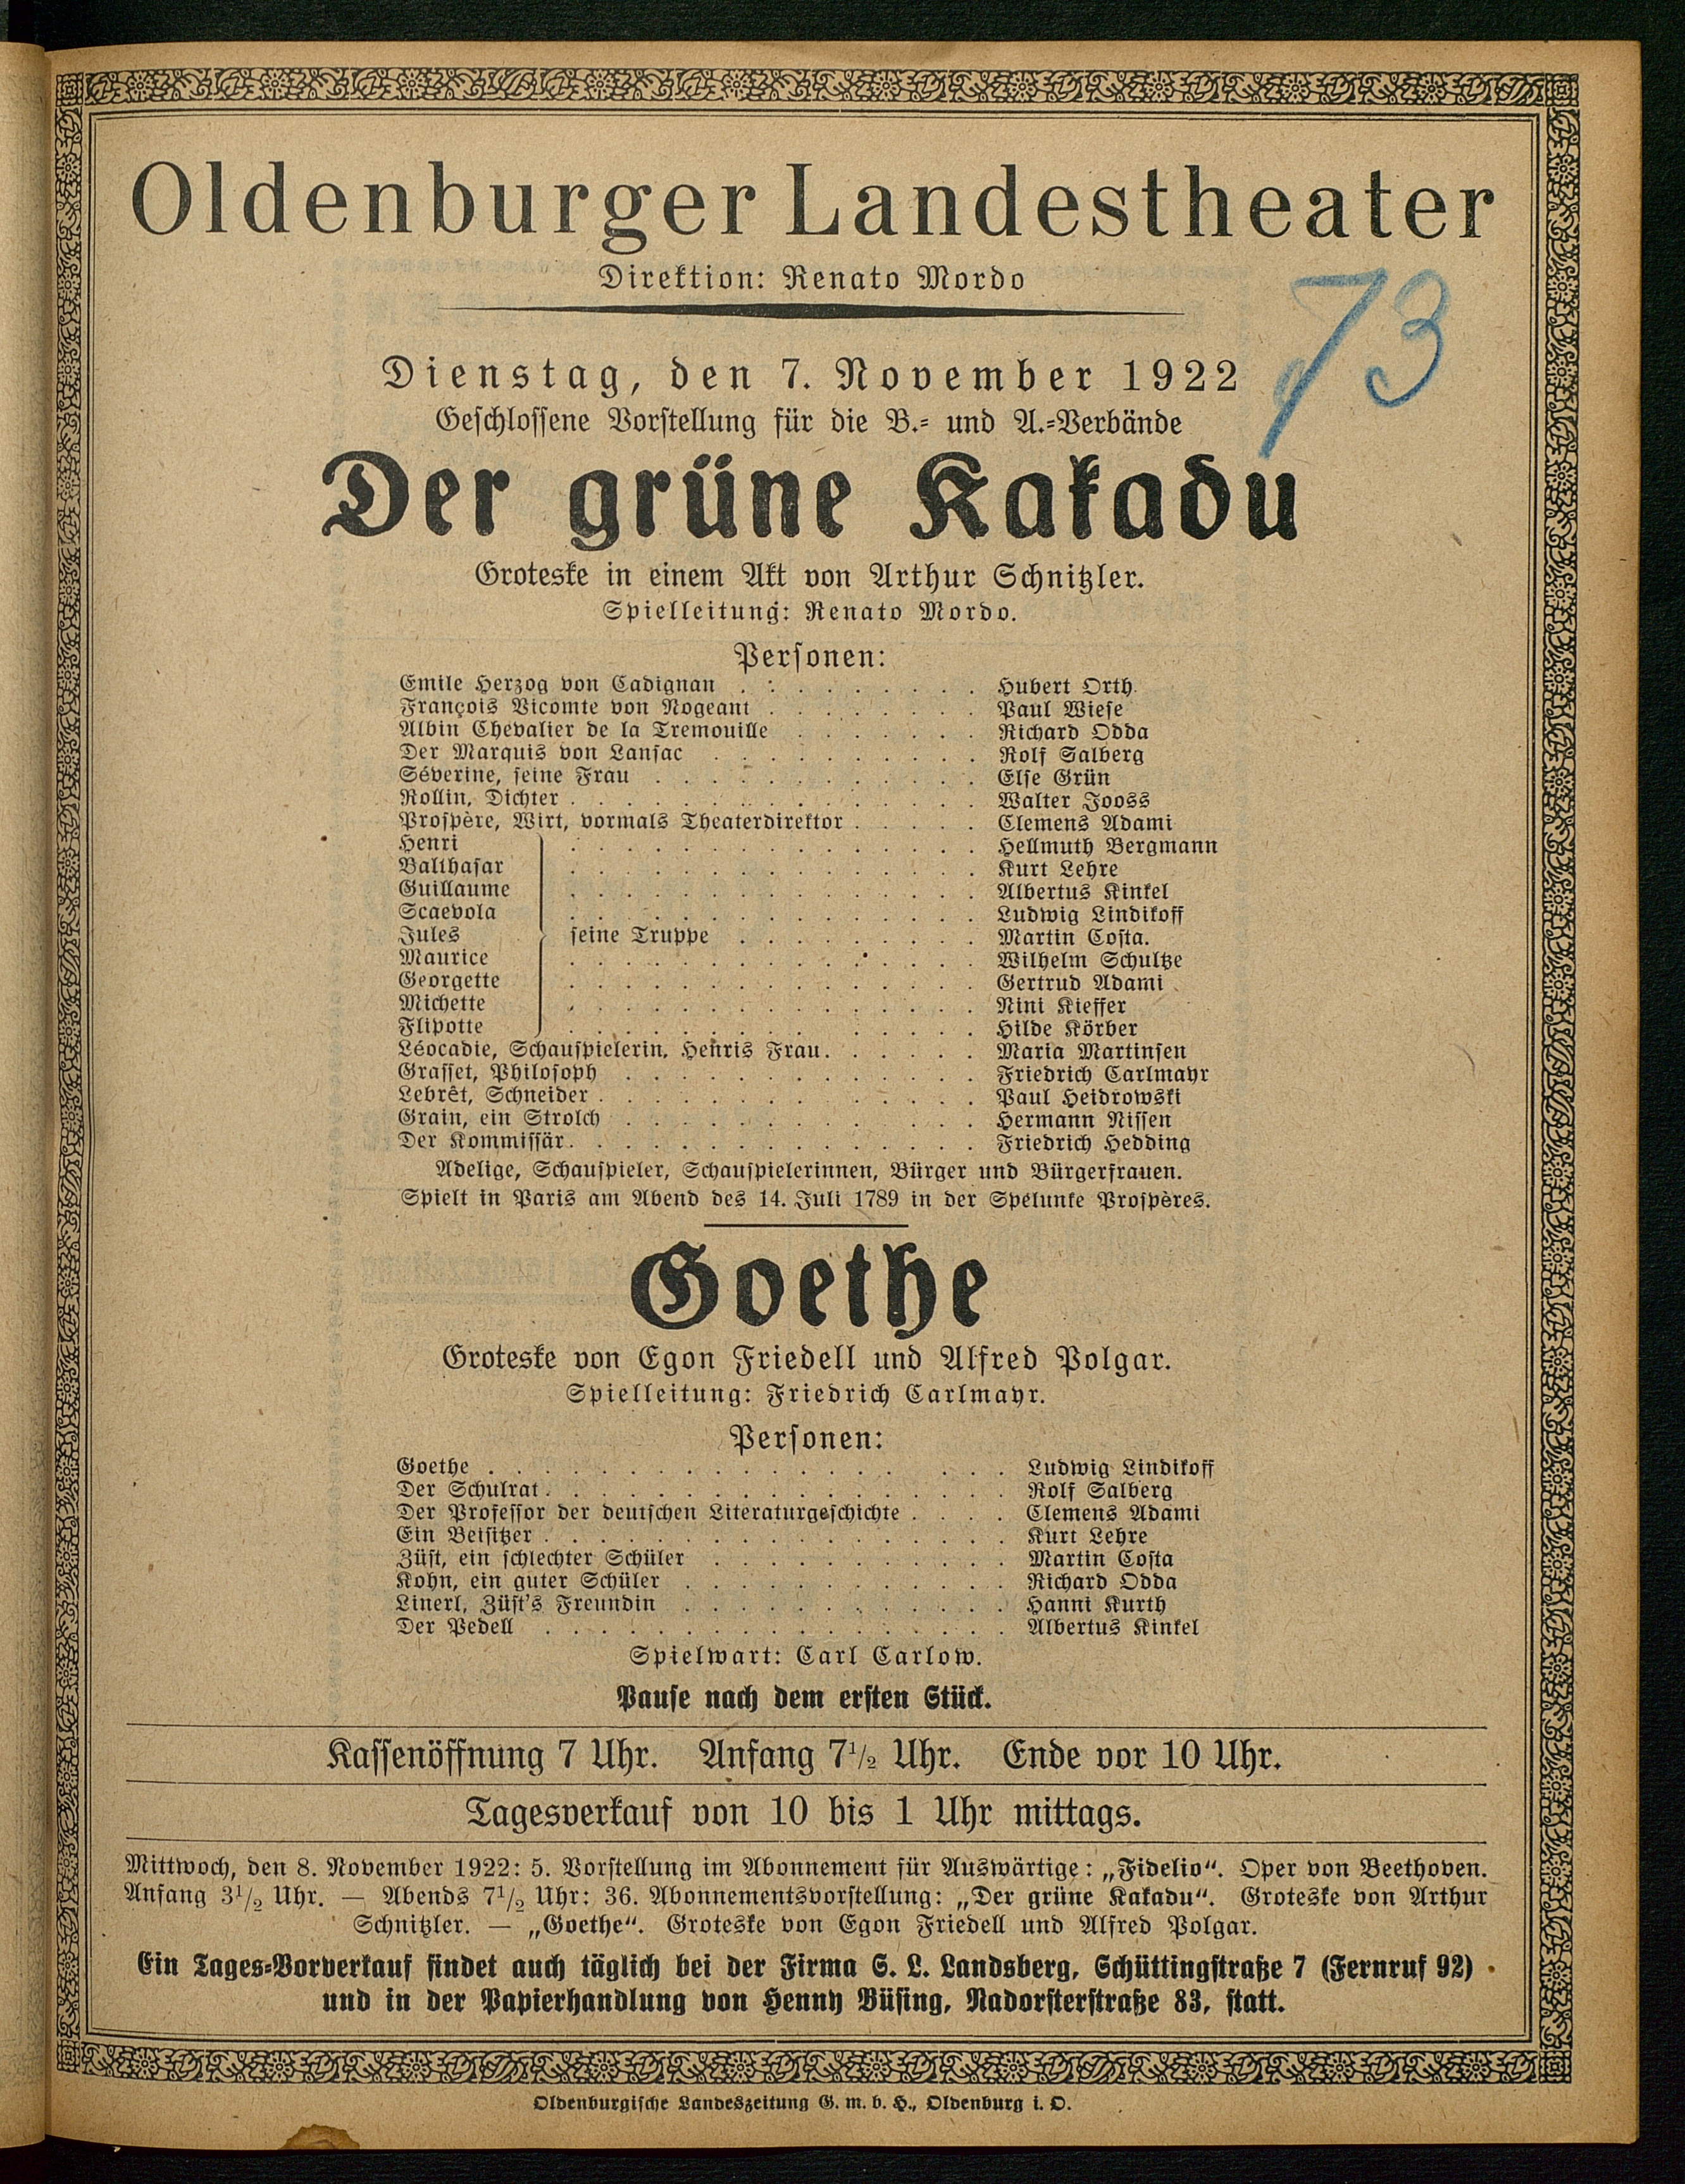 Oldenburger Landestheater
Direktion: Renato Mordo
73
Dienstag, den 7. November 1922
Geschlossene Vorstellung für die B.- und A.-Verbände
Der grüne Kakadu
Groteske in einem Akt von Arthur Schnitzler.
Spielleitung: Renato Mordo.
Personen:
Emile Herzog von Cadignan . . . . . . . . . Hubert Orth
François Vicomte von Nogeant . . . . . . . . Paul Wiese
Albin Chevalier de la Tremouille . . . . . . . Richard Odda
Der Marquis von Lansac . . . . . . . . . . Rolf Salberg
Séverine, seine Frau . . . . . . . . . . . . Else Grün
Rollin, Dichter . . . . . . . . . . . . . . . Walter Jooss
Prospère, Wirt, vormals Theaterdirektor . . . . . Clemens Adami
Henri . . . . . . . . . . . . . . . Hellmuth Bergmann
Balthasar . . . . . . . . . . . . . . . Kurt Lehre
Guillaume . . . . . . . . . . . . . . . Albertus Kinkel
Scaevola . . . . . . . . . . . . . . . Ludwig Lindikoff
Jules } seine Truppe . . . . . . . . . Martin Costa.
Maurice . . . . . . . . . . . . . . . Wilhelm Schultze
Georgette . . . . . . . . . . . . . . . Gertrud Adami
Michette . . . . . . . . . . . . . . . Nini Kieffer
Flipotte . . . . . . . . . . . . . . . Hilde Körber
Léocadie, Schauspielerin, Henris Frau . . . . . . Maria Martinsen
Grasset, Philosoph . . . . . . . . . . . . . Friedrich Carlmayr
Lebrêt, Schneider . . . . . . . . . . . . . . Paul Heidrowski
Grain, ein Strolch . . . . . . . . . . . . . Hermann Nissen
Der Kommissär . . . . . . . . . . . . . . . Friedrich Hedding
Adelige, Schauspieler, Schauspielerinnen, Bürger und Bürgerfrauen.
Spielt in Paris am Abend des 14. Juli 1789 in der Spelunke Prospères.
Goethe
Groteske von Egon Friedell und Alfred Polgar.
Spielleitung: Friedrich Carlmayr.
Personen:
Goethe . . . . . . . . . . . . . . . . . . . Ludwig Lindikoff
Der Schulrat . . . . . . . . . . . . . . . . . Rolf Salberg
Der Professor der deutschen Literaturgeschichte . . . . Clemens Adami
Ein Beisitzer . . . . . . . . . . . . . . . . . Kurt Lehre
Züst, ein schlechter Schüler . . . . . . . . . . . Martin Costa
Kohn, ein guter Schüler . . . . . . . . . . . . Richard Odda
Linerl, Züst's Freundin . . . . . . . . . . . . Hanni Kurth
Der Pedell . . . . . . . . . . . . . . . . . Albertus Kinkel
Spielwart: Carl Carlow.
Pause nach dem ersten Stück.
Kassenöffnung 7 Uhr. Anfang 7½ Uhr. Ende vor 10 Uhr.
Tagesverkauf von 10 bis 1 Uhr mittags.
Mittwoch, den 8. November 1922: 5. Vorstellung im Abonnement für Auswärtige: „Fidelio“. Oper von Beethoven.
Anfang 3½ Uhr. — Abends 7½ Uhr: 36. Abonnementsvorstellung: „Der grüne Kakadu“. Groteske von Arthur
Schnitzler. — „Goethe“. Groteske von Egon Friedell und Alfred Polgar.
Ein Tages-Vorverkauf findet auch täglich bei der Firma S. L. Landsberg, Schüttingstraße 7 (Fernruf 92)
und in der Papierhandlung von Henny Büsing, Nadorsterstraße 83, statt.
Oldenburgische Landeszeitung G. m. b. H., Oldenburg i. O.